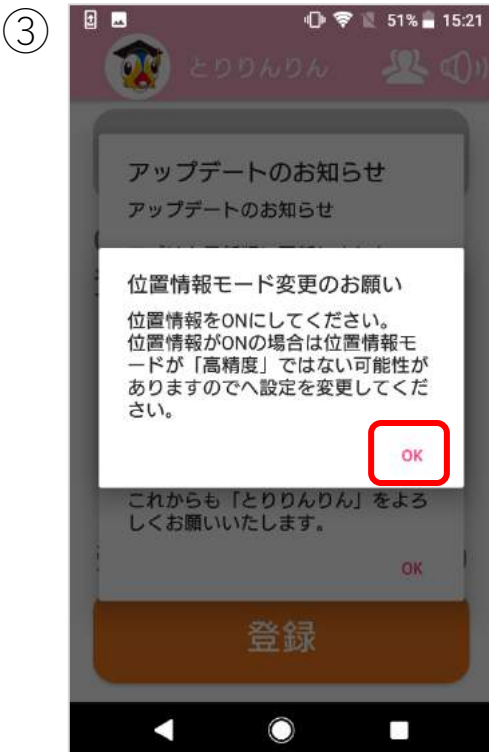 ③
51% 15:21
とりりんりん
アップデートのお知らせ
アップデートのお知らせ
位置情報モード変更のお願い
位置情報をONにしてください。
位置情報がONの場合は位置情報モ
ードが「高精度」ではない可能性が
ありますのでへ設定を変更してくだ
さい。
OK
これからも「とりりんりん」をよろ
しくお願いいたします。
OK
登録